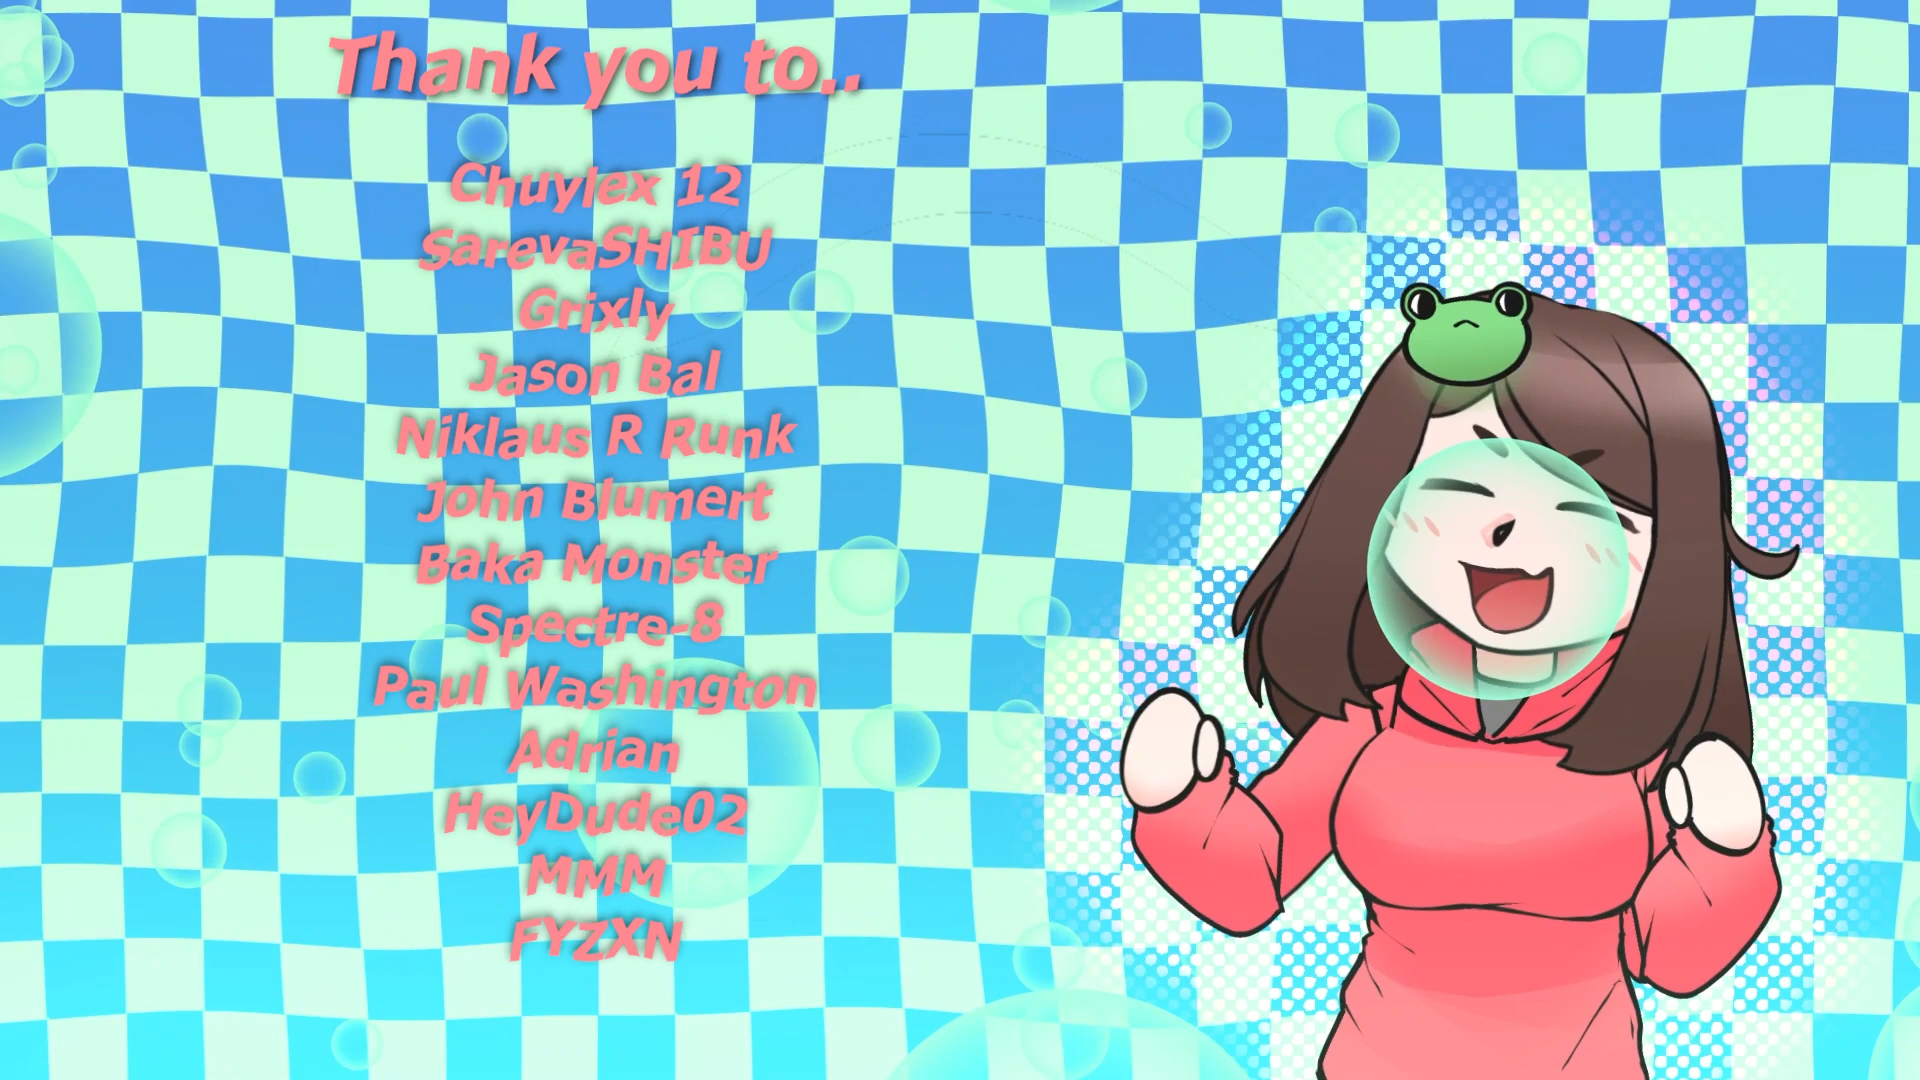 Thank you to..
Chuylex 12
SarevaSHIBU
Grixly
Jason Bal
Niklaus R Runk
John Blumert
Baka Monster
Spectre-8
Paul Washington
Adrian
HeyDude02
MMM
FYZXN